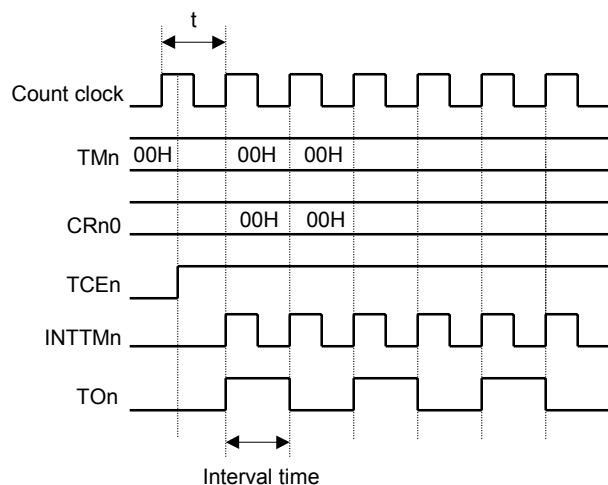 t
Count clock
TMn 00H 00H 00H
CRn0 00H 00H
TCEn
INTTMn
TOn
Interval time